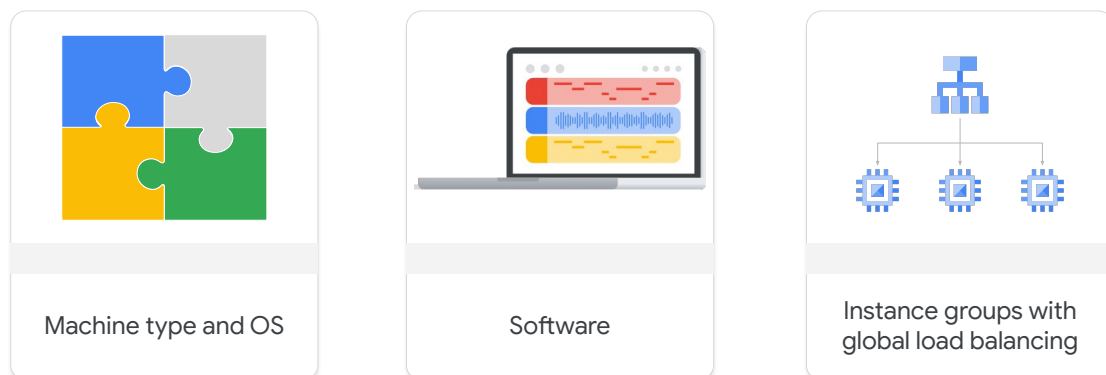 Machine type and OS
Software
Instance groups with
global load balancing